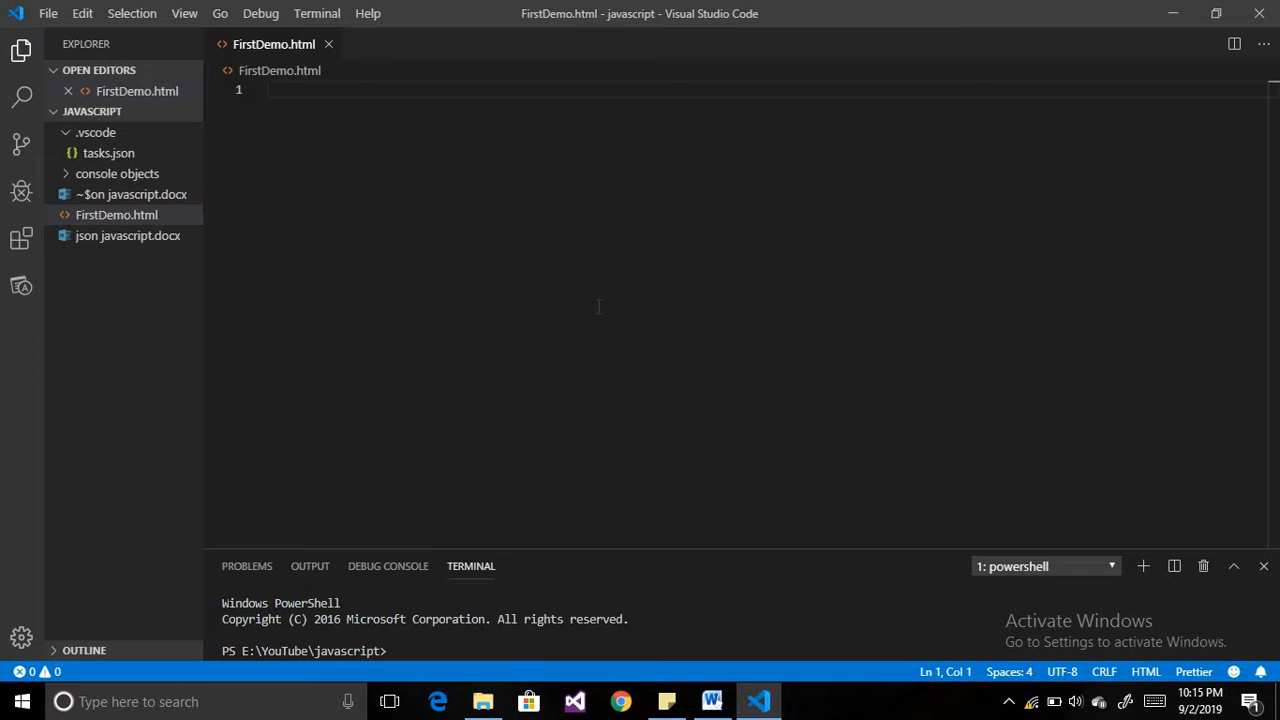 File Edit Selection View Go Debug Terminal Help
FirstDemo.html - javascript - Visual Studio Code
EXPLORER
OPEN EDITORS
FirstDemo.html
JAVASCRIPT
.vscode
{} tasks.json
console objects
~$on javascript.docx
FirstDemo.html
json javascript.docx
OUTLINE
FirstDemo.html
FirstDemo.html
1
PROBLEMS OUTPUT DEBUG CONSOLE TERMINAL
1: powershell
Windows PowerShell
Copyright (C) 2016 Microsoft Corporation. All rights reserved.
PS E:\YouTube\javascript>
Activate Windows
Go to Settings to activate Windows.
0 0
Ln 1, Col 1 Spaces: 4 UTF-8 CRLF HTML Prettier
Type here to search
10:15 PM
9/2/2019
1